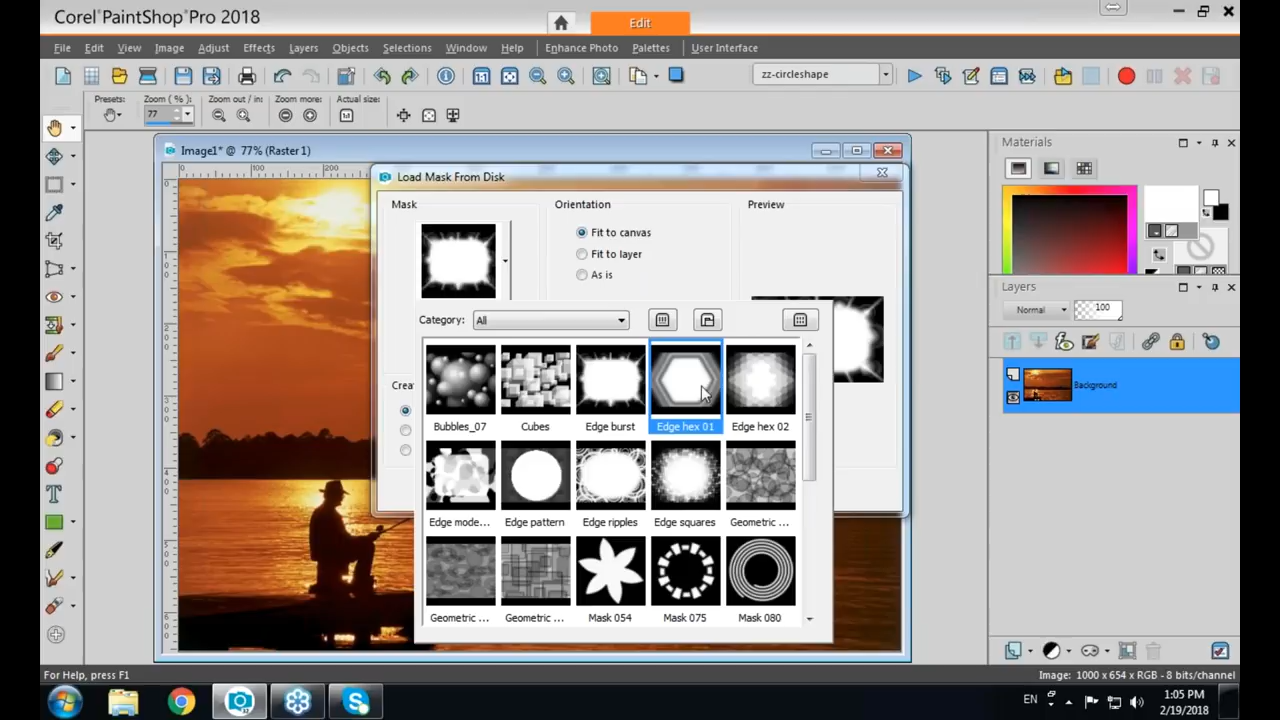 Corel PaintShop Pro 2018
Edit
File Edit View Image Adjust Effects Layers Objects Selections Window Help Enhance Photo Palettes User Interface
zz-circleshape
Presets: Zoom ( % ): Zoom out / in: Zoom more: Actual size:
77
Image1* @ 77% (Raster1)
0 100 200
Load Mask From Disk
Mask Orientation Preview
Fit to canvas
Fit to layer
As is
Category: All
Crea
Bubbles_07 Cubes Edge burst Edge hex 01 Edge hex 02
Edge mode... Edge pattern Edge ripples Edge squares Geometric ...
Geometric ... Geometric ... Mask 054 Mask 075 Mask 080
Materials
Layers
Normal 100
Background
For Help, press F1
Image: 1000 x 654 x RGB - 8 bits/channel
EN
1:05 PM
2/19/2018